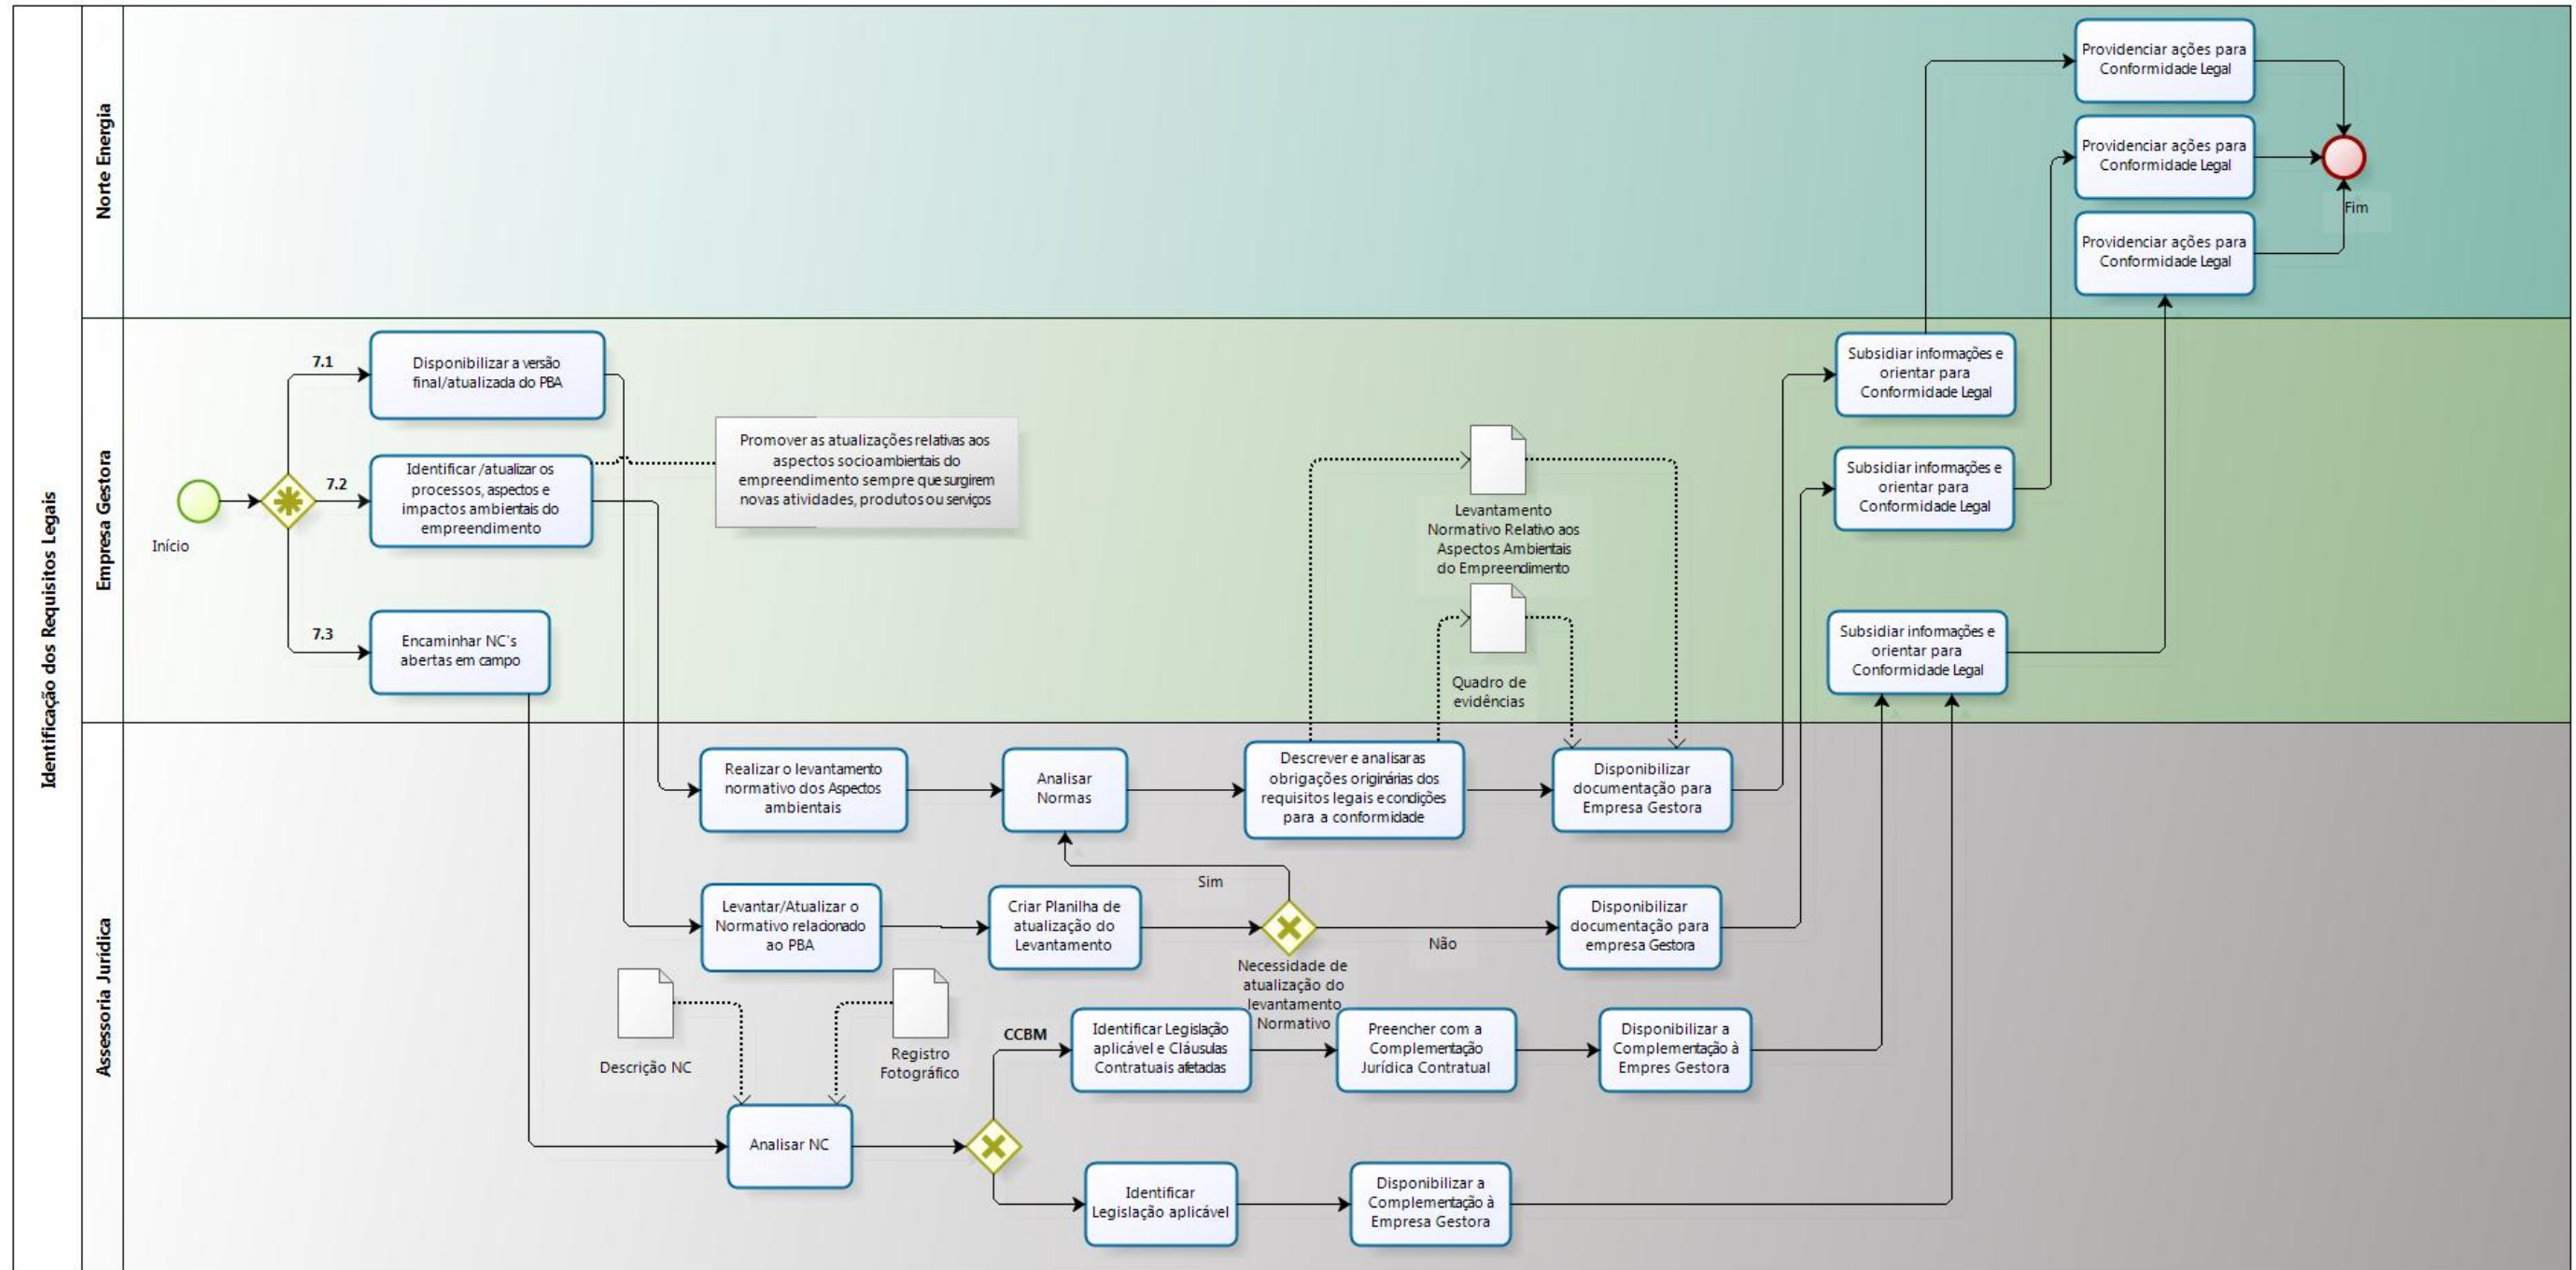 Identificação dos Requisitos Legais
Norte Energia
Providenciar ações para
Conformidade Legal
Providenciar ações para
Conformidade Legal
Providenciar ações para
Conformidade Legal
Fim
Empresa Gestora
Início
7.1
Disponibilizar a versão
final/atualizada do PBA
7.2
Identificar /atualizar os
processos, aspectos e
impactos ambientais do
empreendimento
Promover as atualizações relativas aos
aspectos socioambientais do
empreendimento sempre que surgirem
novas atividades, produtos ou serviços
7.3
Encaminhar NC's
abertas em campo
Levantamento
Normativo Relativo aos
Aspectos Ambientais
do Empreendimento
Quadro de
evidências
Subsidiar informações e
orientar para
Conformidade Legal
Subsidiar informações e
orientar para
Conformidade Legal
Subsidiar informações e
orientar para
Conformidade Legal
Assessoria Jurídica
Realizar o levantamento
normativo dos Aspectos
ambientais
Analisar
Normas
Descrever e analisar as
obrigações originárias dos
requisitos legais e condições
para a conformidade
Disponibilizar
documentação para
Empresa Gestora
Levantar/Atualizar o
Normativo relacionado
ao PBA
Criar Planilha de
atualização do
Levantamento
Sim
Não
Necessidade de
atualização do
levantamento
Normativo
Disponibilizar
documentação para
empresa Gestora
Descrição NC
Registro
Fotográfico
Analisar NC
CCBM
Identificar Legislação
aplicável e Cláusulas
Contratuais afetadas
Preencher com a
Complementação
Jurídica Contratual
Disponibilizar a
Complementação à
Empres Gestora
Identificar
Legislação aplicável
Disponibilizar a
Complementação à
Empresa Gestora